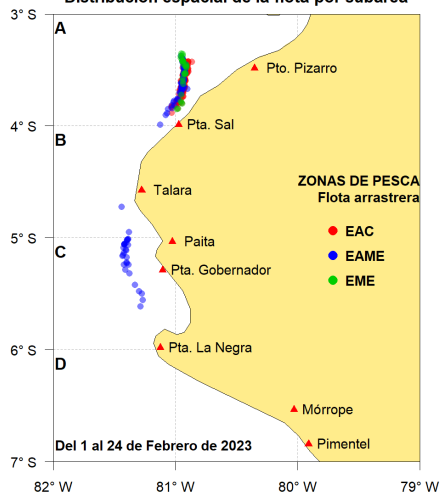 Distribución espacial de la flota por subárea
3° S
A
Pto. Pizarro
4° S
Pta. Sal
B
ZONAS DE PESCA
Flota arrastrera
Talara
EAC
5° S
Paita
C
EAME
Pta. Gobernador
EME
6° S
Pta. La Negra
D
Mórrope
Del 1 al 24 de Febrero de 2023
Pimentel
7° S
82° W
81° W
80° W
79° W